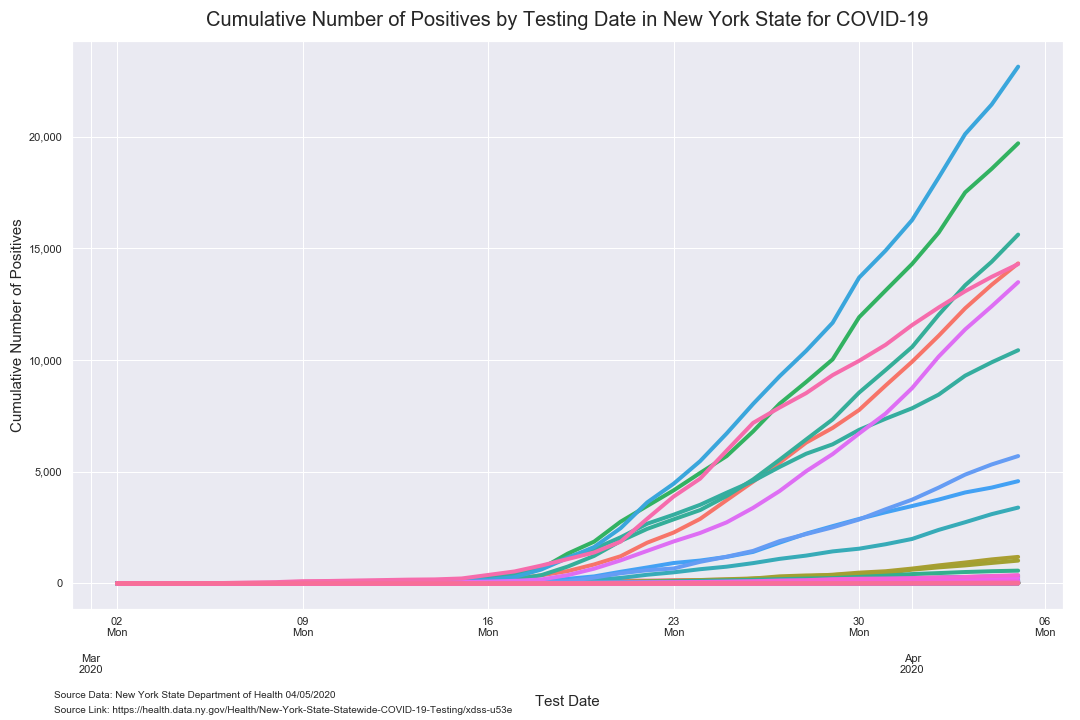 Cumulative Number of Positives by Testing Date in New York State for COVID-19
Cumulative Number of Positives
20,000
15,000
10,000
5,000
0
02
Mon
09
Mon
16
Mon
23
Mon
30
Mon
06
Mon
Mar
2020
Apr
2020
Test Date
Source Data: New York State Department of Health 04/05/2020
Source Link: https://health.data.ny.gov/Health/New-York-State-Statewide-COVID-19-Testing/xdss-u53e